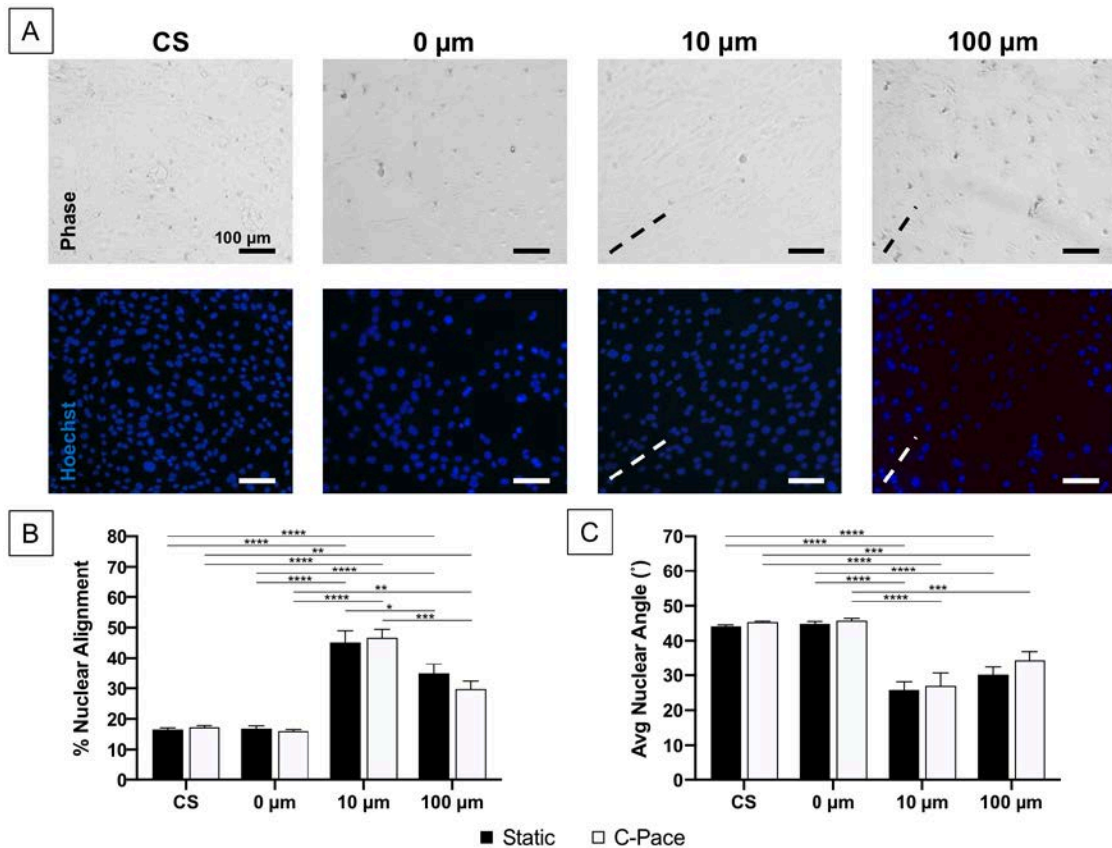 A
CS
0 µm
10 µm
100 µm
Phase
100 µm
Hoechst
B
% Nuclear Alignment
80
70
60
50
40
30
20
10
0
****
****
**
****
****
****
**
****
*
***
CS
0 µm
10 µm
100 µm
C
Avg Nuclear Angle (˚)
70
60
50
40
30
20
10
0
****
****
***
****
****
****
***
****
CS
0 µm
10 µm
100 µm
Static
C-Pace